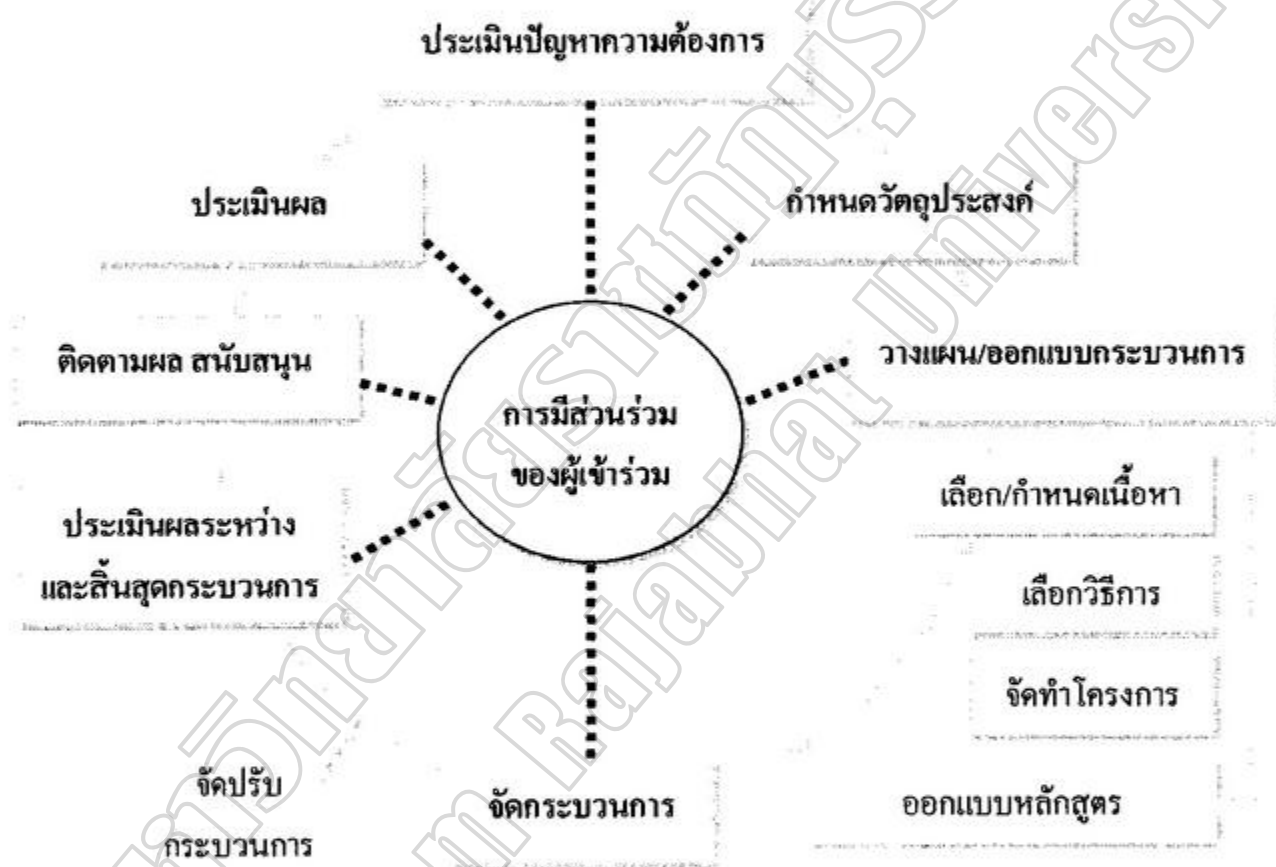 ประเมินปัญหาความต้องการ
ประเมินผล
กำหนดวัตถุประสงค์
ติดตามผล สนับสนุน
วางแผน/ออกแบบกระบวนการ
การมีส่วนร่วม
ของผู้เข้าร่วม
ประเมินผลระหว่าง
และสิ้นสุดกระบวนการ
เลือก/กำหนดเนื้อหา
เลือกวิธีการ
จัดทำโครงการ
จัดปรับ
กระบวนการ
จัดกระบวนการ
ออกแบบหลักสูตร
Rajabhat University